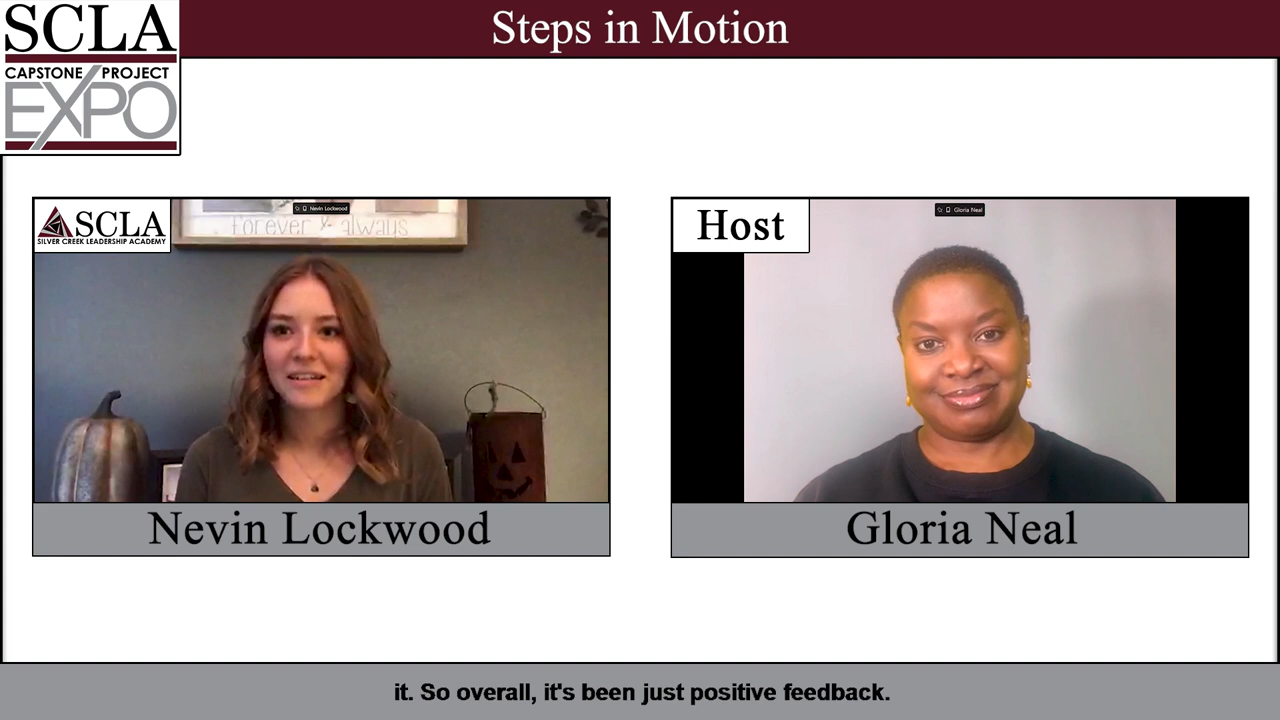 SCLA
CAPSTONE PROJECT
EXPO
Steps in Motion
SCLA
SILVER CREEK LEADERSHIP ACADEMY
Nevin Lockwood
forever & always
Host
Gloria Neal
Nevin Lockwood
Gloria Neal
it. So overall, it's been just positive feedback.